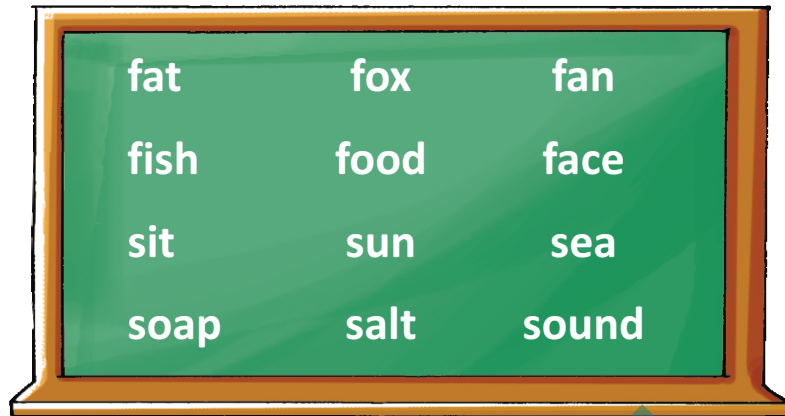 fat fox fan
fish food face
sit sun sea
soap salt sound